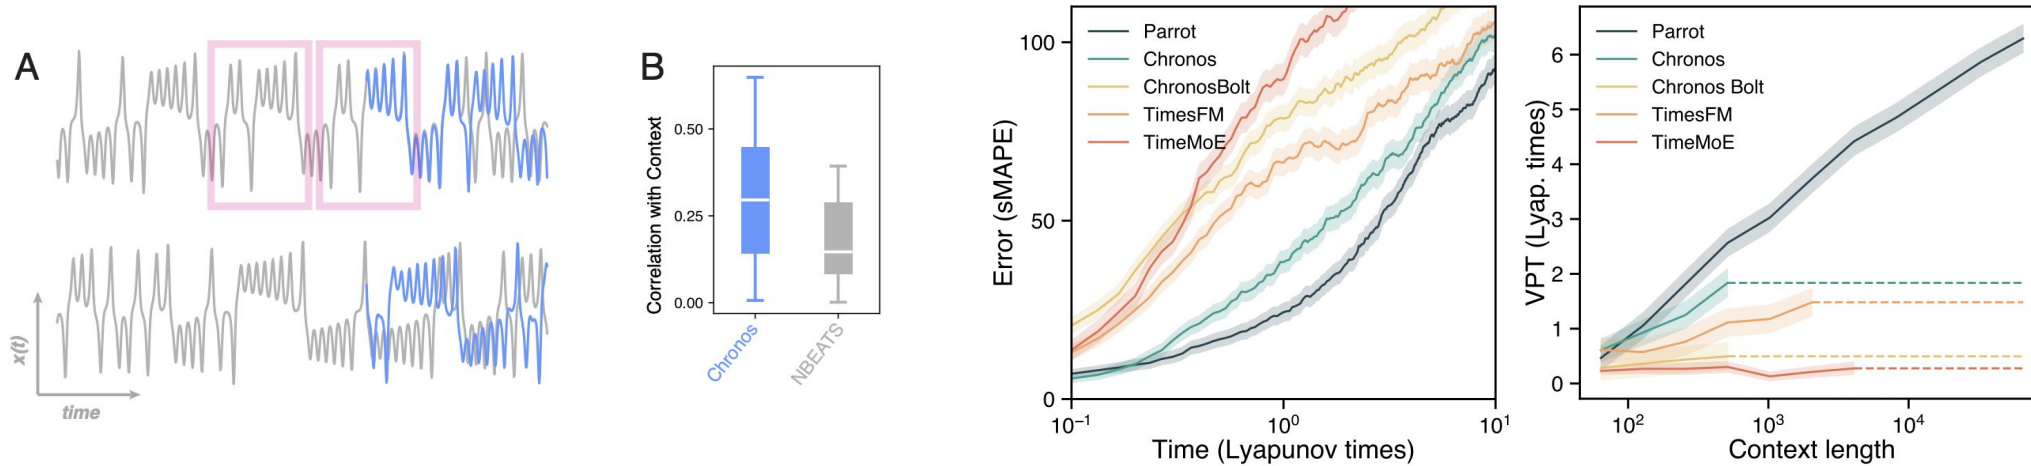 A
x(t)
time
B
Correlation with Context
0.50
0.25
0.00
Chronos
NBEATS
Error (sMAPE)
100
50
0
Parrot
Chronos
ChronosBolt
TimesFM
TimeMoE
10⁻¹
10⁰
10¹
Time (Lyapunov times)
VPT (Lyap. times)
6
5
4
3
2
1
0
Parrot
Chronos
Chronos Bolt
TimesFM
TimeMoE
10²
10³
10⁴
Context length